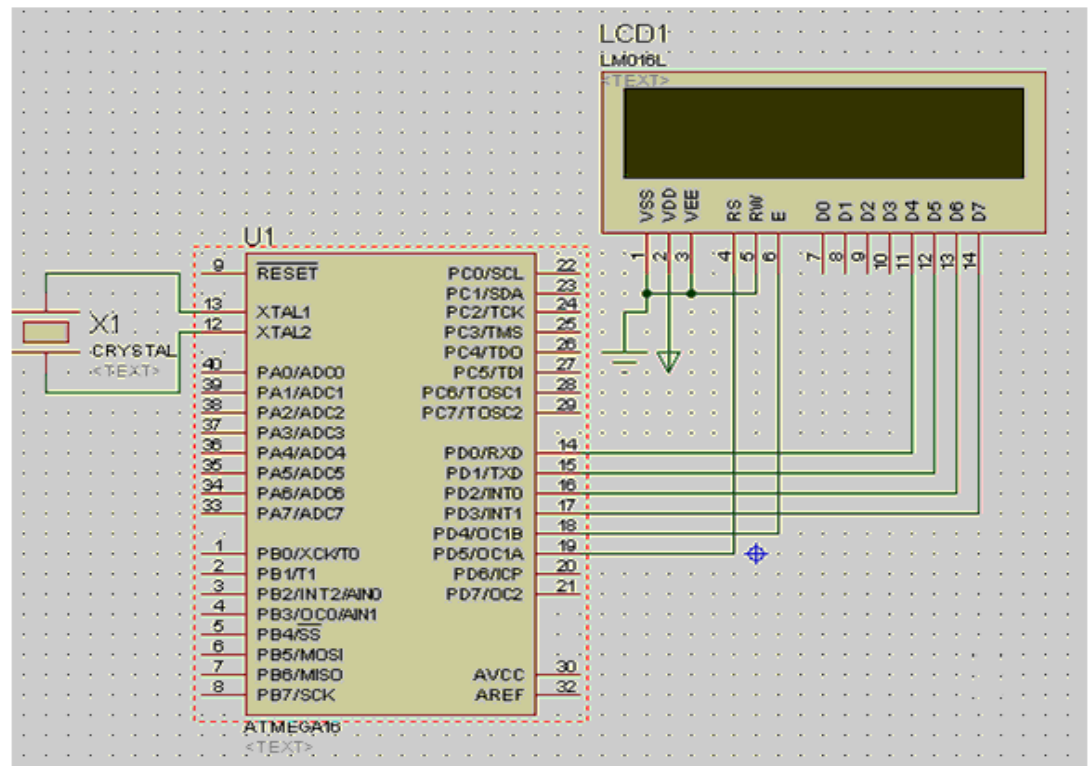 LCD1
LM016L
<TEXT>
VSS VDD VEE RS RW E D0 D1 D2 D3 D4 D5 D6 D7
1 2 3 4 5 6 7 8 9 10 11 12 13 14
U1
9 RESET PC0/SCL 22
PC1/SDA 23
13 XTAL1 PC2/TCK 24
12 XTAL2 PC3/TMS 25
X1
CRYSTAL
<TEXT>
PC4/TDO 26
40 PA0/ADC0 PC5/TDI 27
39 PA1/ADC1 PC6/TOSC1 28
38 PA2/ADC2 PC7/TOSC2 29
37 PA3/ADC3
36 PA4/ADC4 PD0/RXD 14
35 PA5/ADC5 PD1/TXD 15
34 PA6/ADC6 PD2/INT0 16
33 PA7/ADC7 PD3/INT1 17
PD4/OC1B 18
1 PB0/XCK/T0 PD5/OC1A 19
2 PB1/T1 PD6/ICP 20
3 PB2/INT2/AIN0 PD7/OC2 21
4 PB3/OC0/AIN1
5 PB4/SS
6 PB5/MOSI
7 PB6/MISO AVCC 30
8 PB7/SCK AREF 32
ATMEGA16
<TEXT>